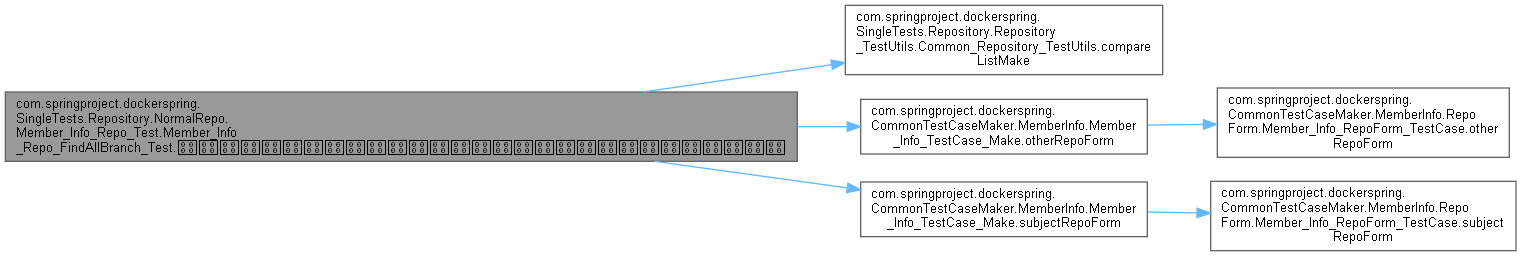 com.springproject.dockerspring.
SingleTests.Repository.NormalRepo.
Member_Info_Repo_Test.Member_Info
_Repo_FindAllBranch_Test.
com.springproject.dockerspring.
SingleTests.Repository.Repository
_TestUtils.Common_Repository_TestUtils.compare
ListMake
com.springproject.dockerspring.
CommonTestCaseMaker.MemberInfo.Member
_Info_TestCase_Make.otherRepoForm
com.springproject.dockerspring.
CommonTestCaseMaker.MemberInfo.Repo
Form.Member_Info_RepoForm_TestCase.other
RepoForm
com.springproject.dockerspring.
CommonTestCaseMaker.MemberInfo.Member
_Info_TestCase_Make.subjectRepoForm
com.springproject.dockerspring.
CommonTestCaseMaker.MemberInfo.Repo
Form.Member_Info_RepoForm_TestCase.subject
RepoForm